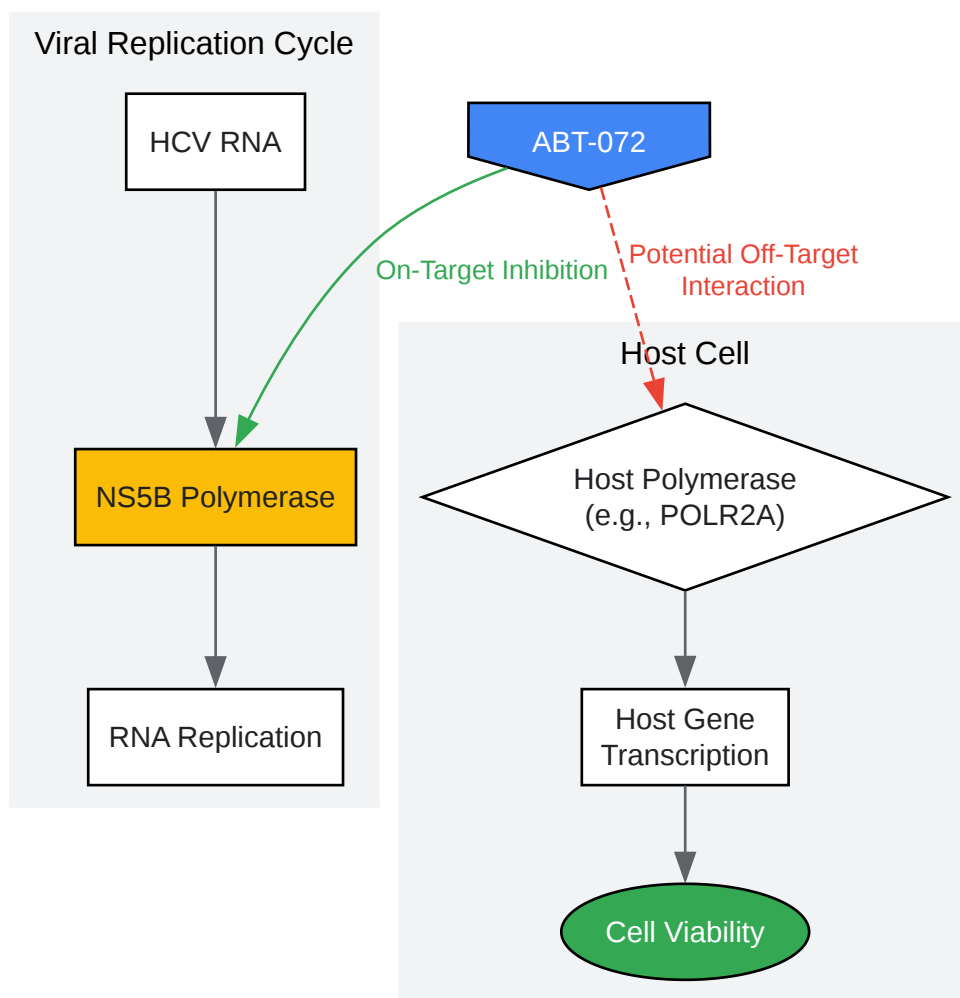 Viral Replication Cycle
HCV RNA
ABT-072
On-Target Inhibition
Potential Off-Target
Interaction
Host Cell
NS5B Polymerase
Host Polymerase
(e.g., POLR2A)
RNA Replication
Host Gene
Transcription
Cell Viability